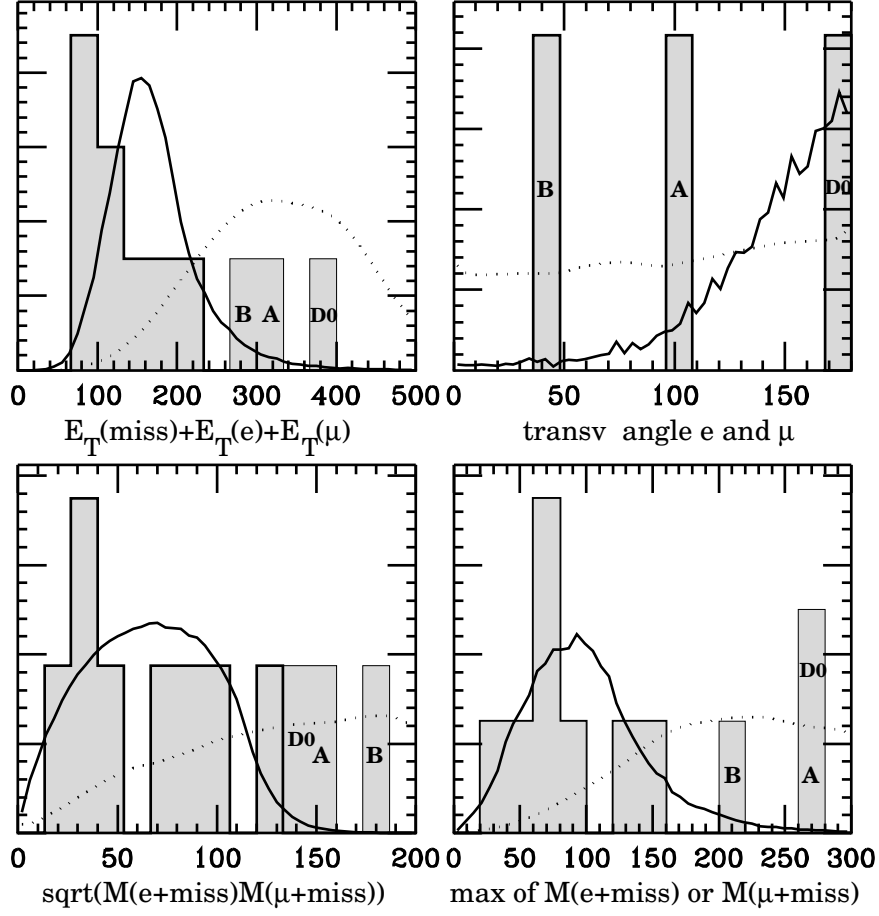 B A D0
0 100 200 300 400 500
E_T(miss)+E_T(e)+E_T(μ)
B A D0
0 50 100 150
transv angle e and μ
D0 A B
0 50 100 150 200
sqrt(M(e+miss)M(μ+miss))
D0
B A
0 50 100 150 200 250 300
max of M(e+miss) or M(μ+miss)